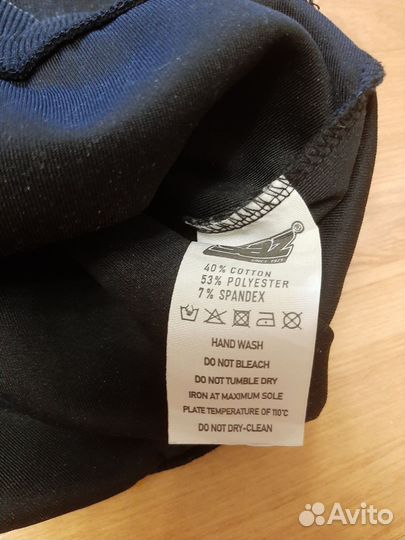 40% COTTON
53% POLYESTER
7% SPANDEX
HAND WASH
DO NOT BLEACH
DO NOT TUMBLE DRY
IRON AT MAXIMUM SOLE
PLATE TEMPERATURE OF 110°C
DO NOT DRY-CLEAN
Avito